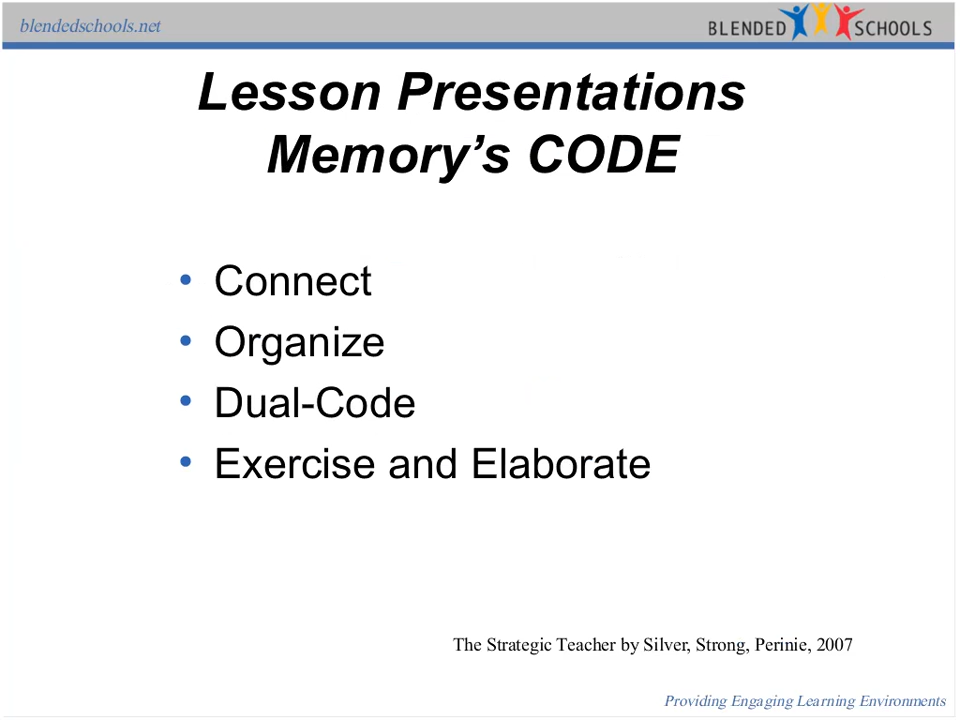 blendedschools.net
BLENDED SCHOOLS
Lesson Presentations
Memory’s CODE
• Connect
• Organize
• Dual-Code
• Exercise and Elaborate
The Strategic Teacher by Silver, Strong, Perinie, 2007
Providing Engaging Learning Environments